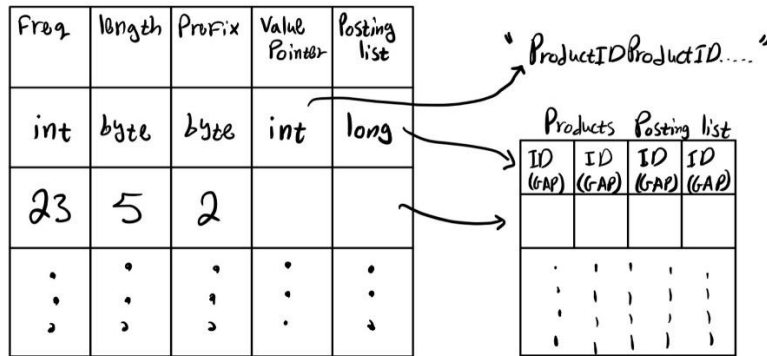 Freq length Prefix Value Pointer Posting list
"ProductIDProductID....."
int byte byte int long
Products Posting list
ID (GAP) ID (GAP) ID (GAP) ID (GAP)
23 5 2